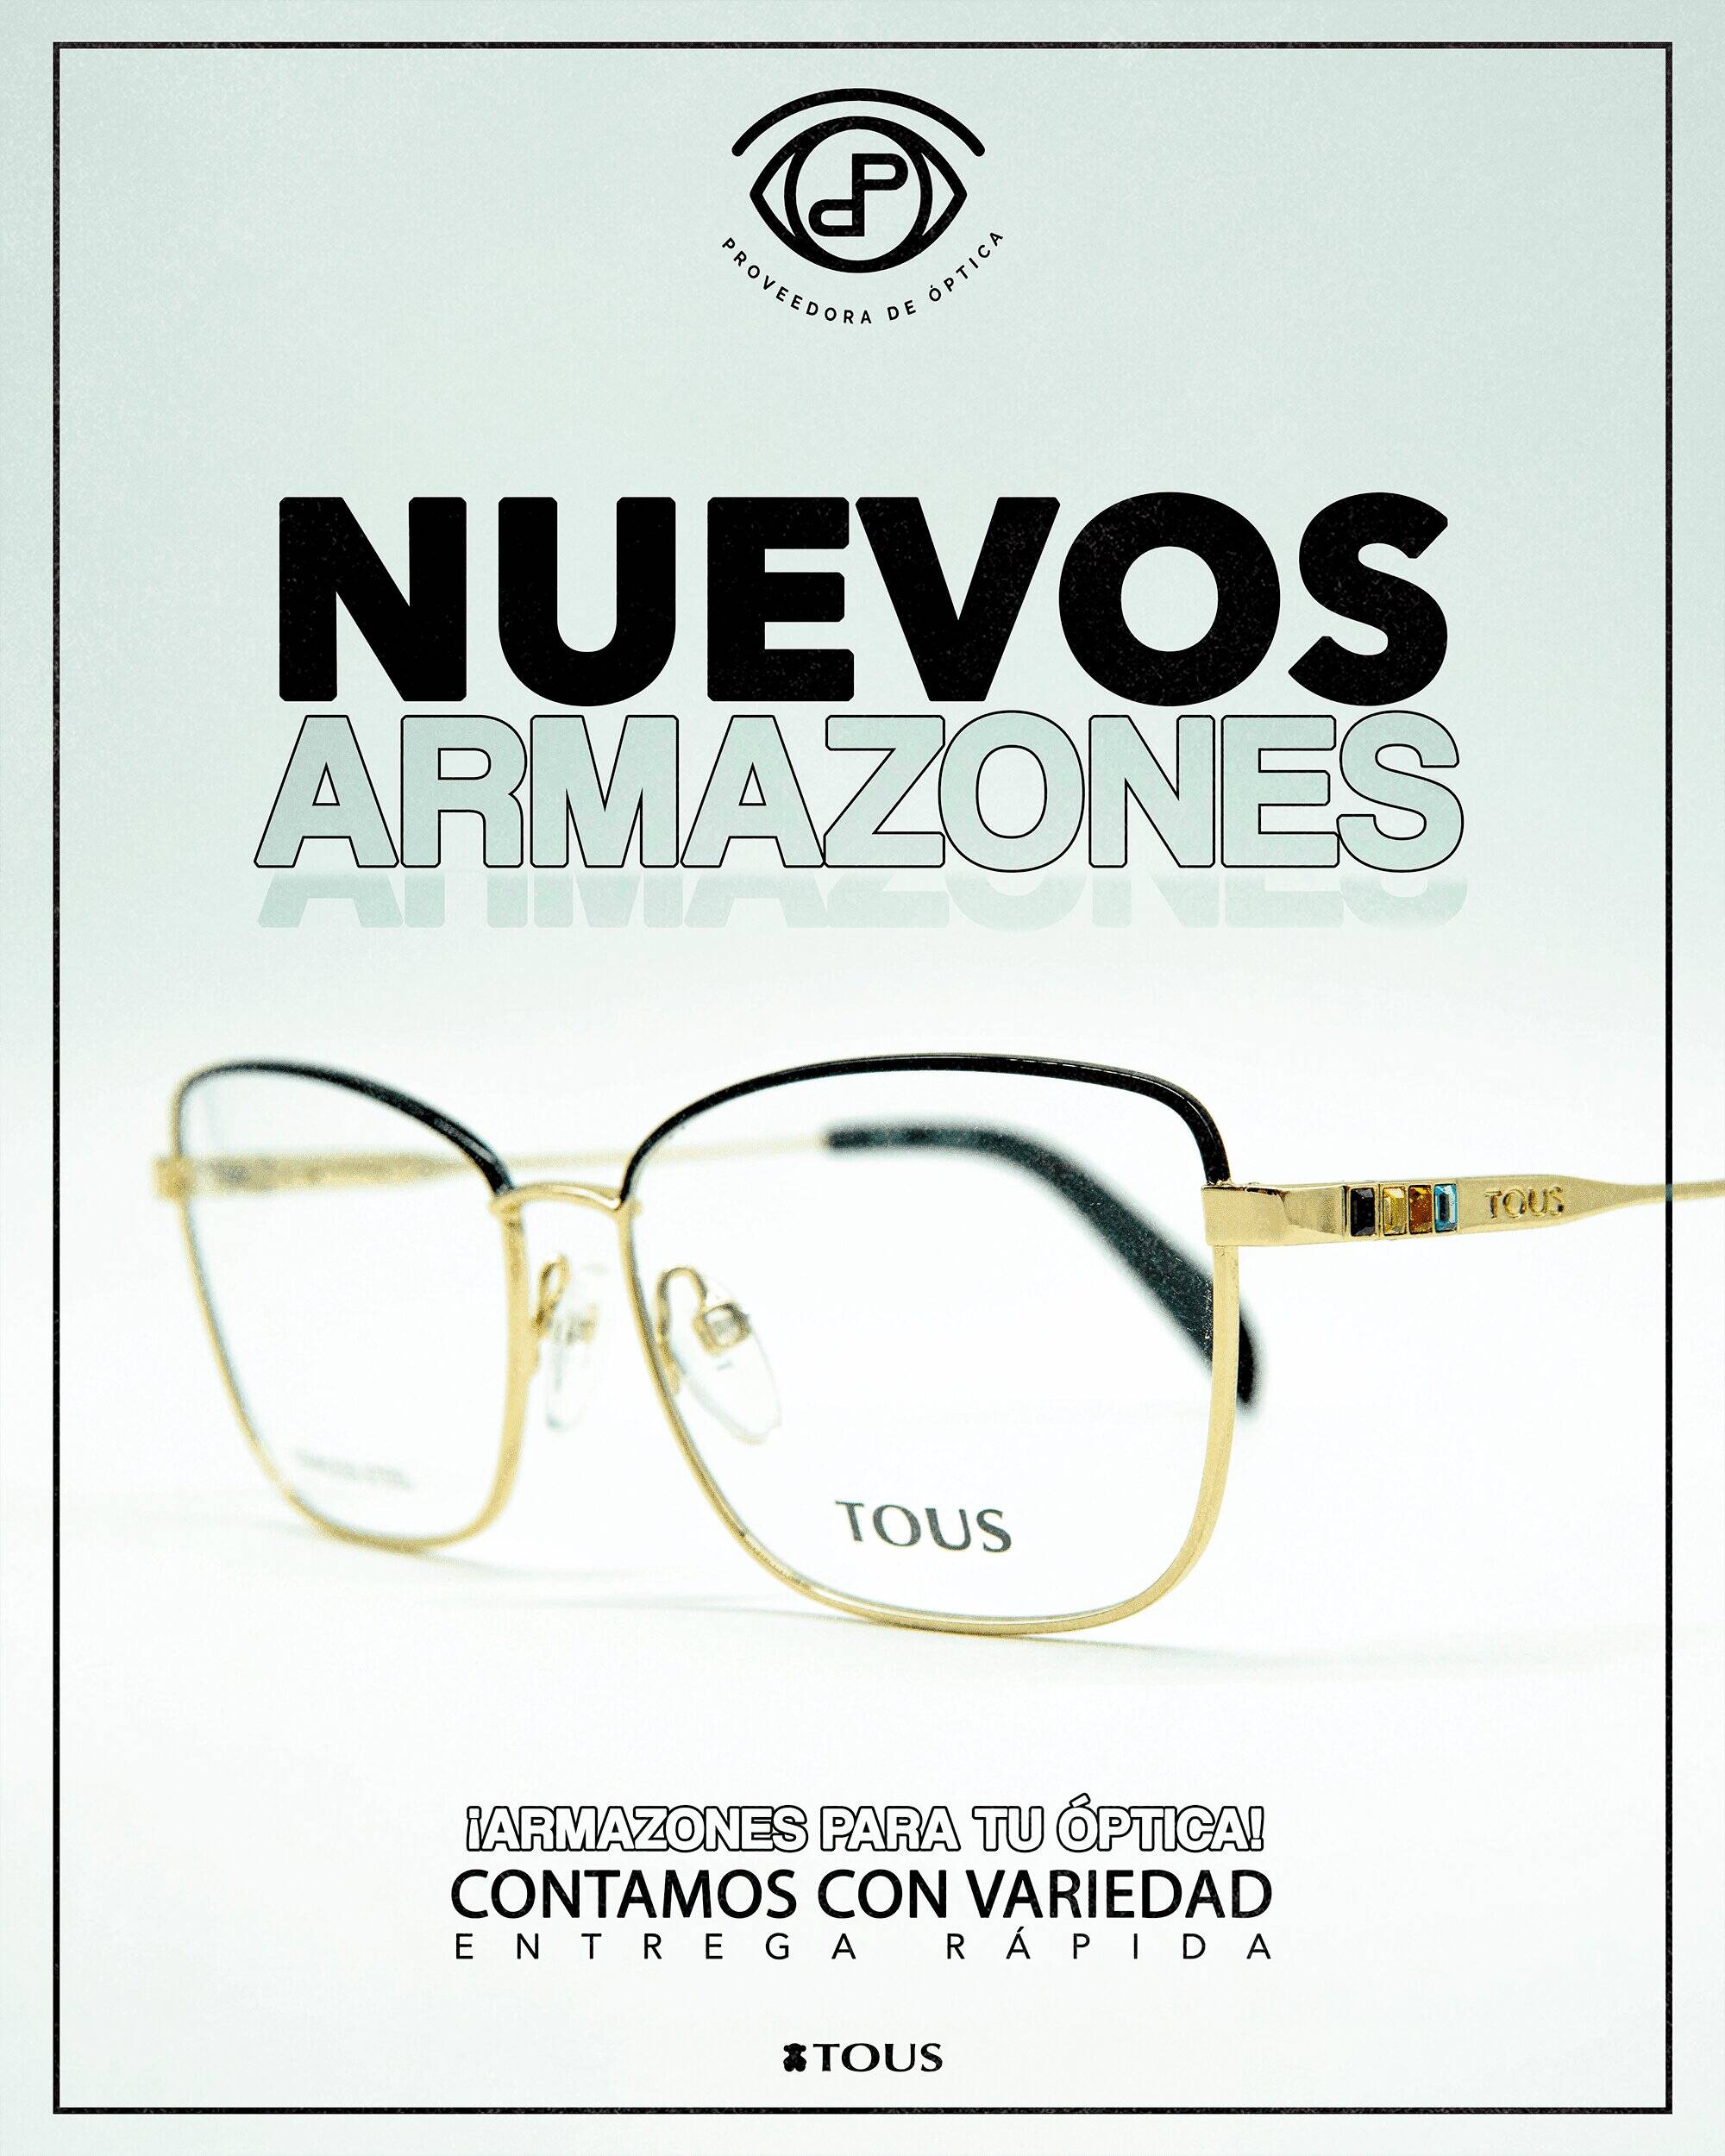 PROVEEDORA DE ÓPTICA
NUEVOS
ARMAZONES
TOUS
TOUS
¡ARMAZONES PARA TU ÓPTICA!
CONTAMOS CON VARIEDAD
ENTREGA RÁPIDA
TOUS